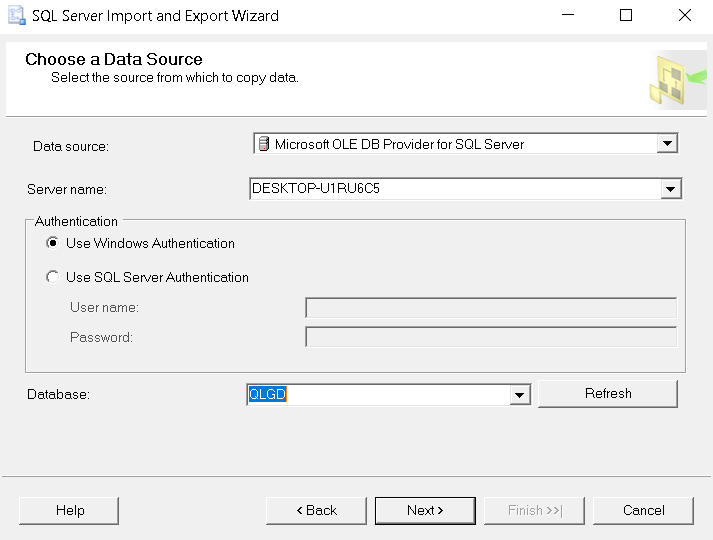 SQL Server Import and Export Wizard
Choose a Data Source
Select the source from which to copy data.
Data source: Microsoft OLE DB Provider for SQL Server
Server name: DESKTOP-U1RU6C5
Authentication
Use Windows Authentication
Use SQL Server Authentication
User name:
Password:
Database: QLGD Refresh
Help < Back Next > Finish >>| Cancel